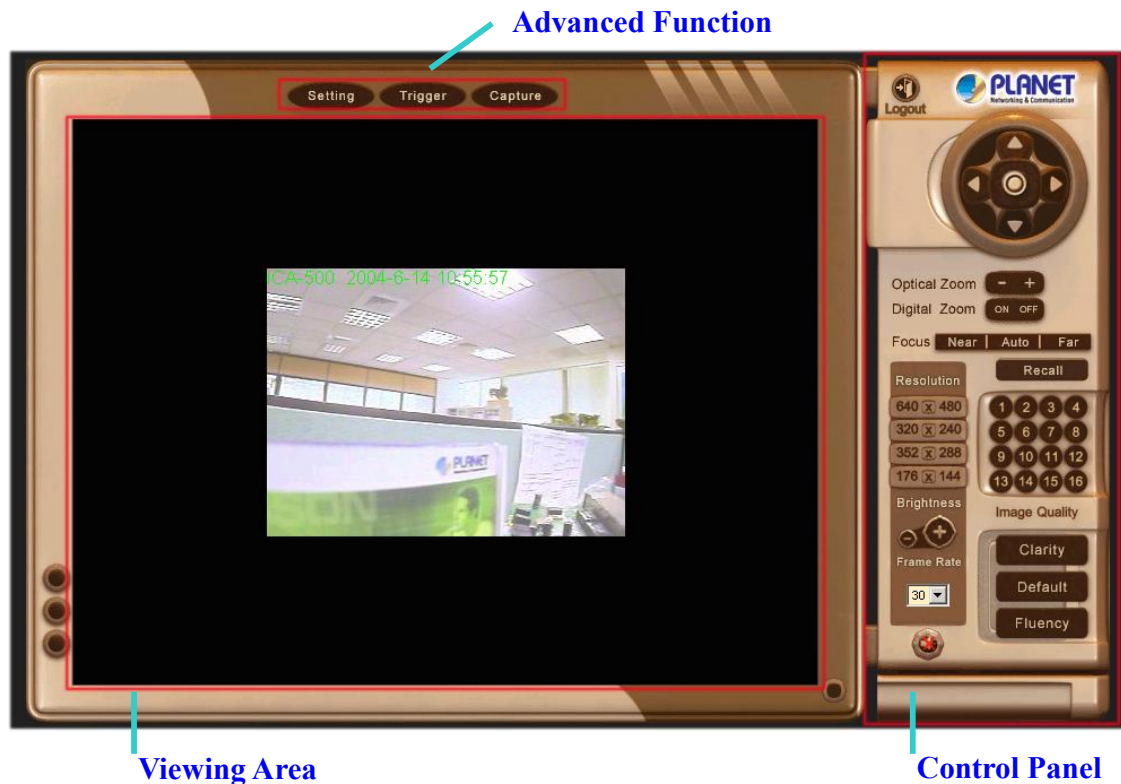 Advanced Function
Setting Trigger Capture
Logout
PLANET
Networking & Communication
ICA-500 2004-6-14 10:55:57
PLANET
SON
Optical Zoom - +
Digital Zoom ON OFF
Focus Near | Auto | Far
Recall
Resolution
640 x 480
320 x 240
352 x 288
176 x 144
1 2 3 4
5 6 7 8
9 10 11 12
13 14 15 16
Brightness
- +
Frame Rate
30
Image Quality
Clarity
Default
Fluency
Viewing Area
Control Panel